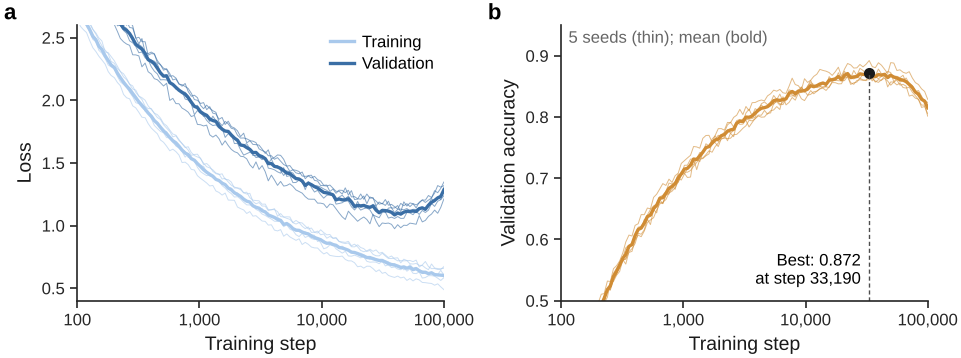 a
Loss
2.5
2.0
1.5
1.0
0.5
Training
Validation
100
1,000
10,000
100,000
Training step
b
Validation accuracy
0.9
0.8
0.7
0.6
0.5
5 seeds (thin); mean (bold)
Best: 0.872
at step 33,190
100
1,000
10,000
100,000
Training step